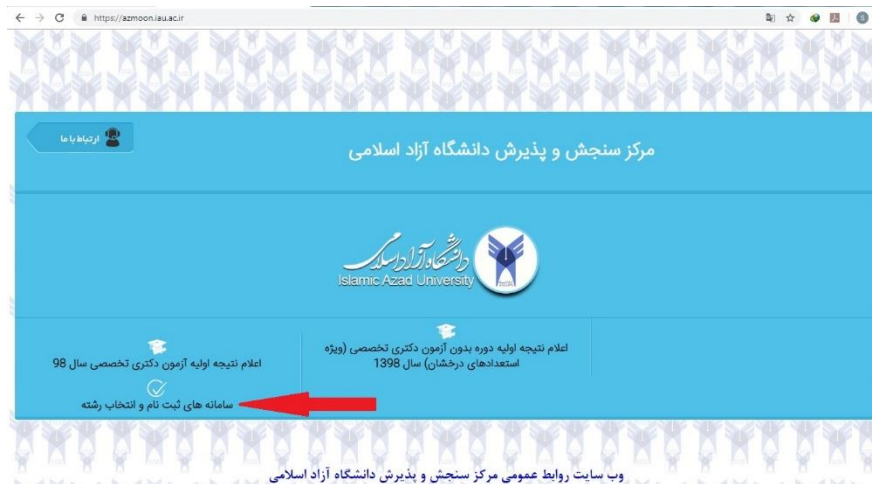 https://azmoon.iau.ac.ir
S
ارتباط با ما
مرکز سنجش و پذیرش دانشگاه آزاد اسلامی
دانشگاه آزاد اسلامی
Islamic Azad University
اعلام نتیجه اولیه دوره بدون آزمون دکتری تخصصی (ویژه
استعدادهای درخشان) سال 1398
اعلام نتیجه اولیه آزمون دکتری تخصصی سال 98
سامانه های ثبت نام و انتخاب رشته
وب سایت روابط عمومی مرکز سنجش و پذیرش دانشگاه آزاد اسلامی